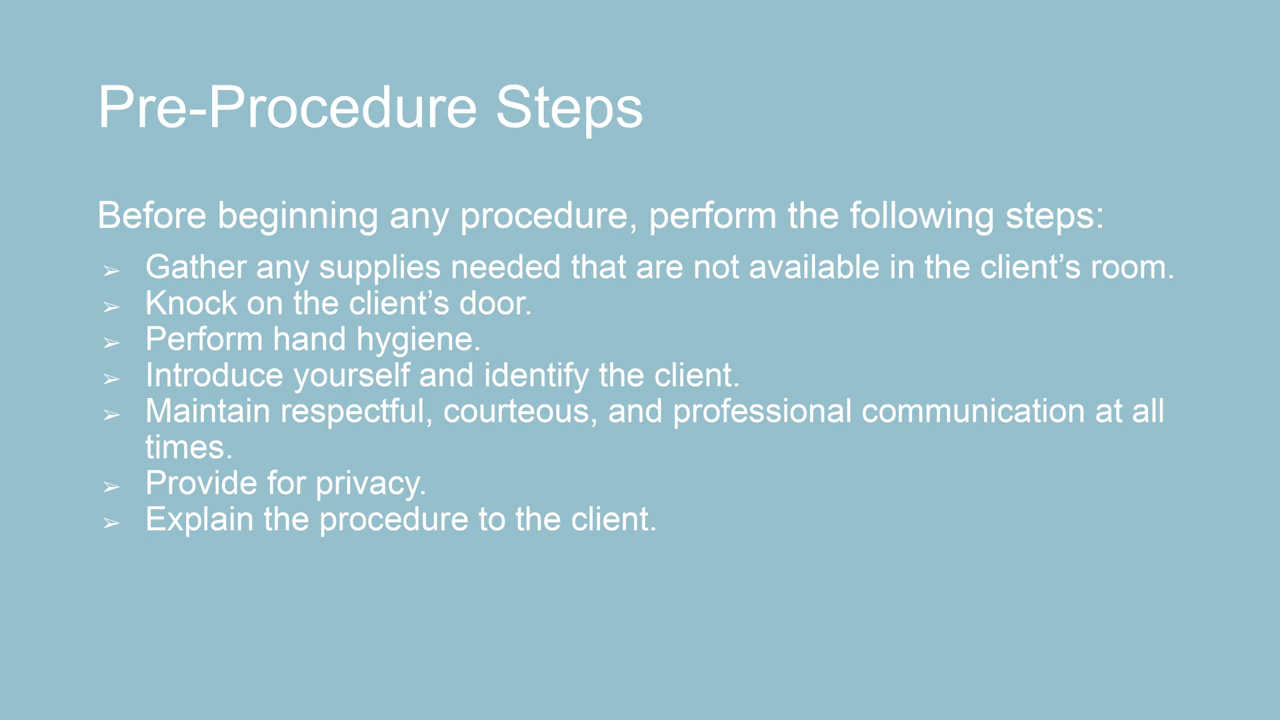 Pre-Procedure Steps
Before beginning any procedure, perform the following steps:
➢ Gather any supplies needed that are not available in the client’s room.
➢ Knock on the client’s door.
➢ Perform hand hygiene.
➢ Introduce yourself and identify the client.
➢ Maintain respectful, courteous, and professional communication at all
times.
➢ Provide for privacy.
➢ Explain the procedure to the client.